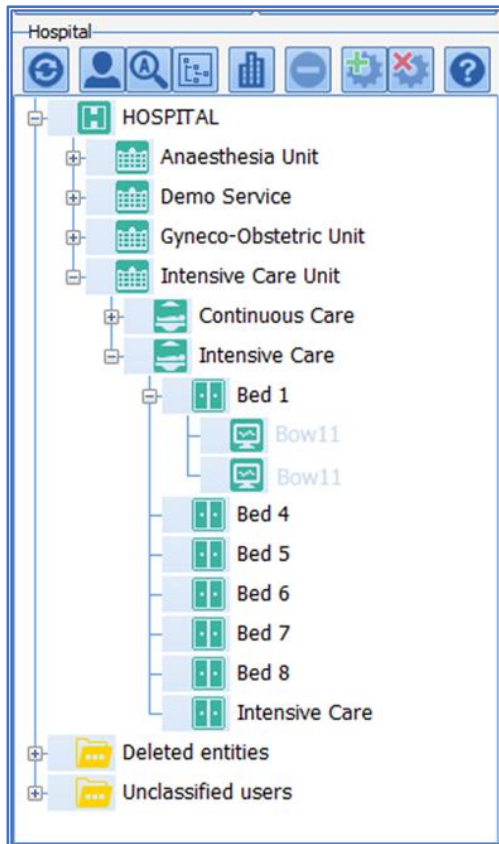 Hospital
HOSPITAL
Anaesthesia Unit
Demo Service
Gyneco-Obstetric Unit
Intensive Care Unit
Continuous Care
Intensive Care
Bed 1
Bow11
Bow11
Bed 4
Bed 5
Bed 6
Bed 7
Bed 8
Intensive Care
Deleted entities
Unclassified users